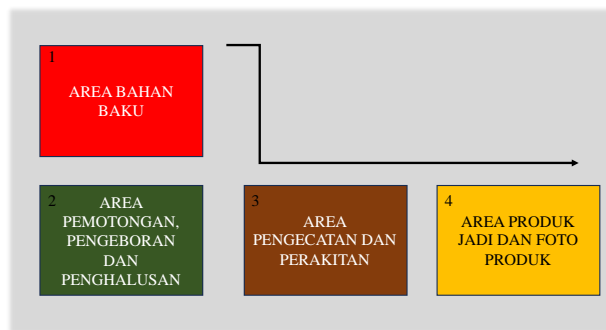 1
AREA BAHAN
BAKU
2
AREA
PEMOTONGAN,
PENGEBORAN
DAN
PENGHALUSAN
3
AREA
PENGECATAN DAN
PERAKITAN
4
AREA PRODUK
JADI DAN FOTO
PRODUK